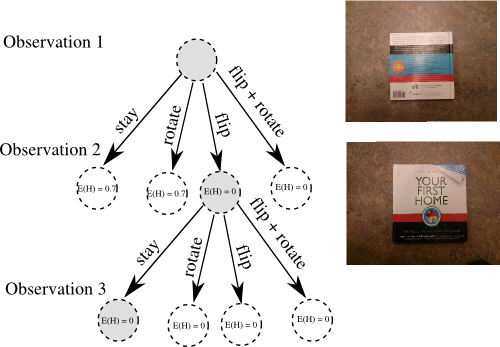 Observation 1
stay
rotate
flip
flip + rotate
Observation 2
E(H) = 0.7
E(H) = 0.7
E(H) = 0
E(H) = 0
stay
rotate
flip
flip + rotate
Observation 3
E(H) = 0
E(H) = 0
E(H) = 0
E(H) = 0
YOUR
FIRST
HOME